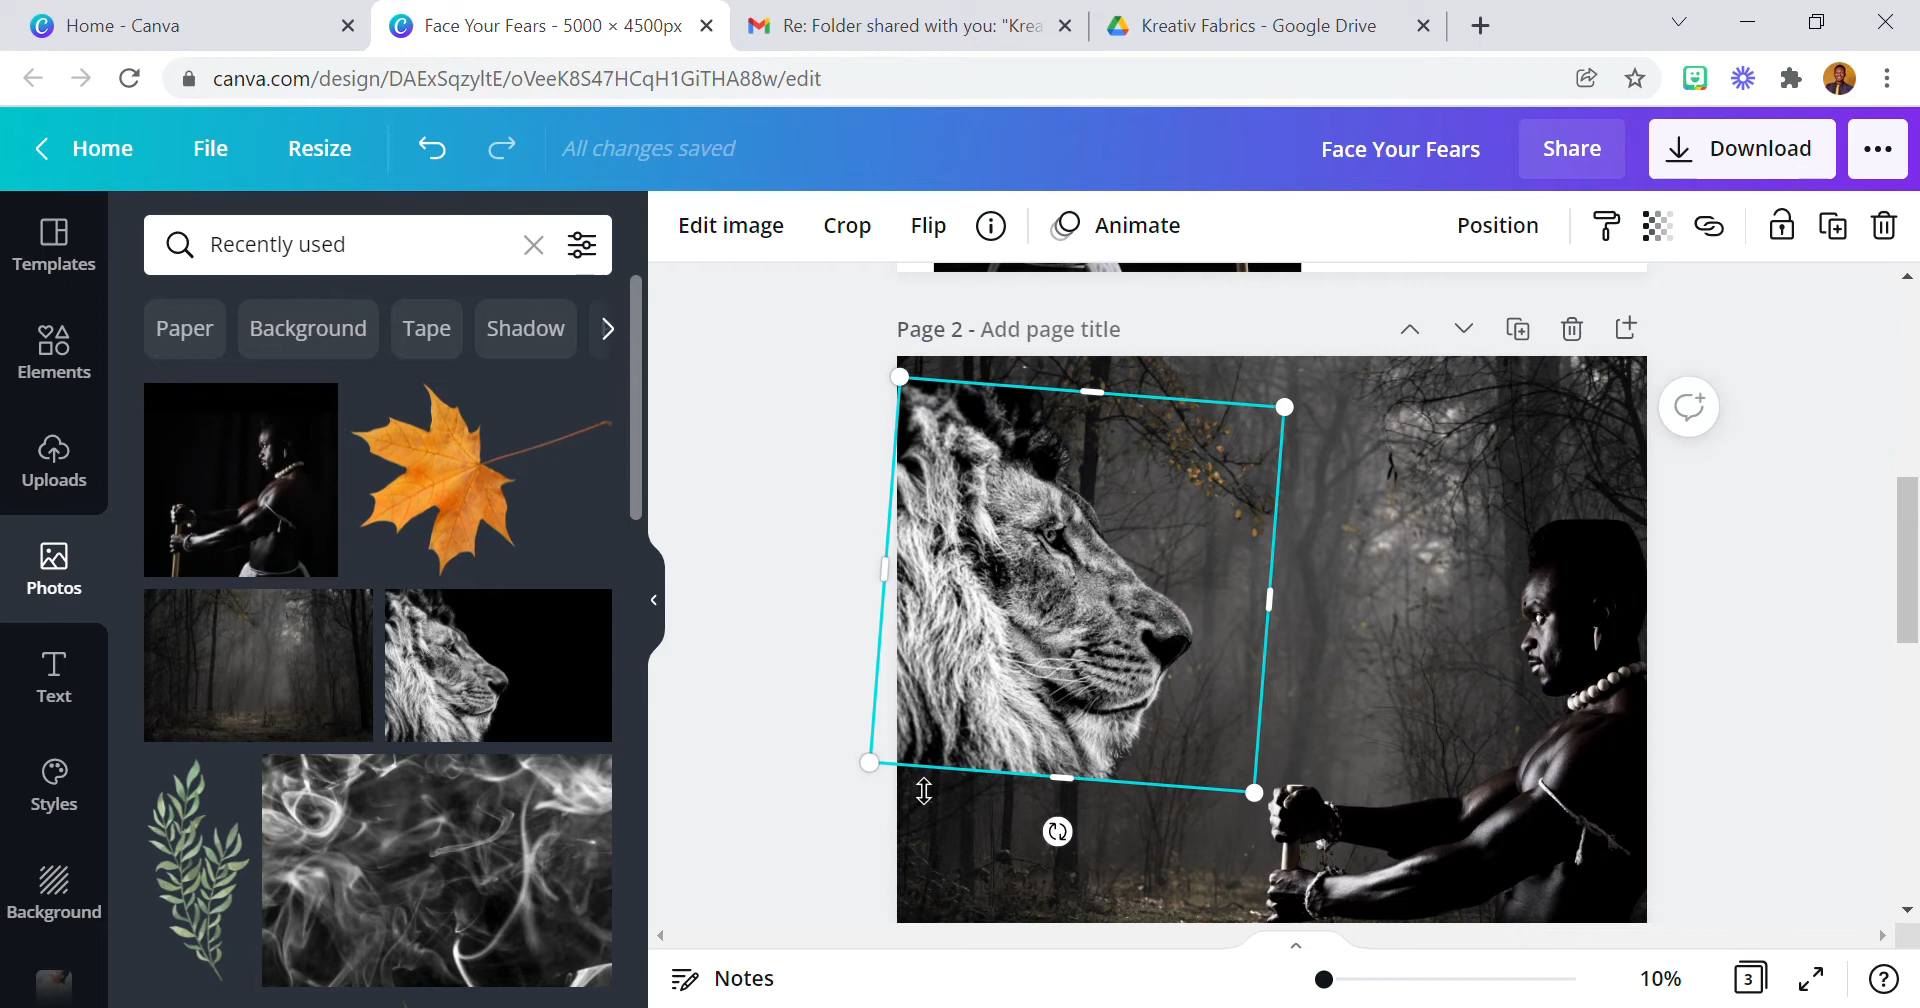 Home - Canva
Face Your Fears - 5000 × 4500px
Re: Folder shared with you: "Krea
Kreativ Fabrics - Google Drive
canva.com/design/DAExSqzyltE/oVeeK8S47HCqH1GiTHA88w/edit
Home
File
Resize
All changes saved
Face Your Fears
Share
Download
Templates
Elements
Uploads
Photos
Text
Styles
Background
Recently used
Paper
Background
Tape
Shadow
Edit image
Crop
Flip
Animate
Position
Page 2 - Add page title
Notes
10%
3